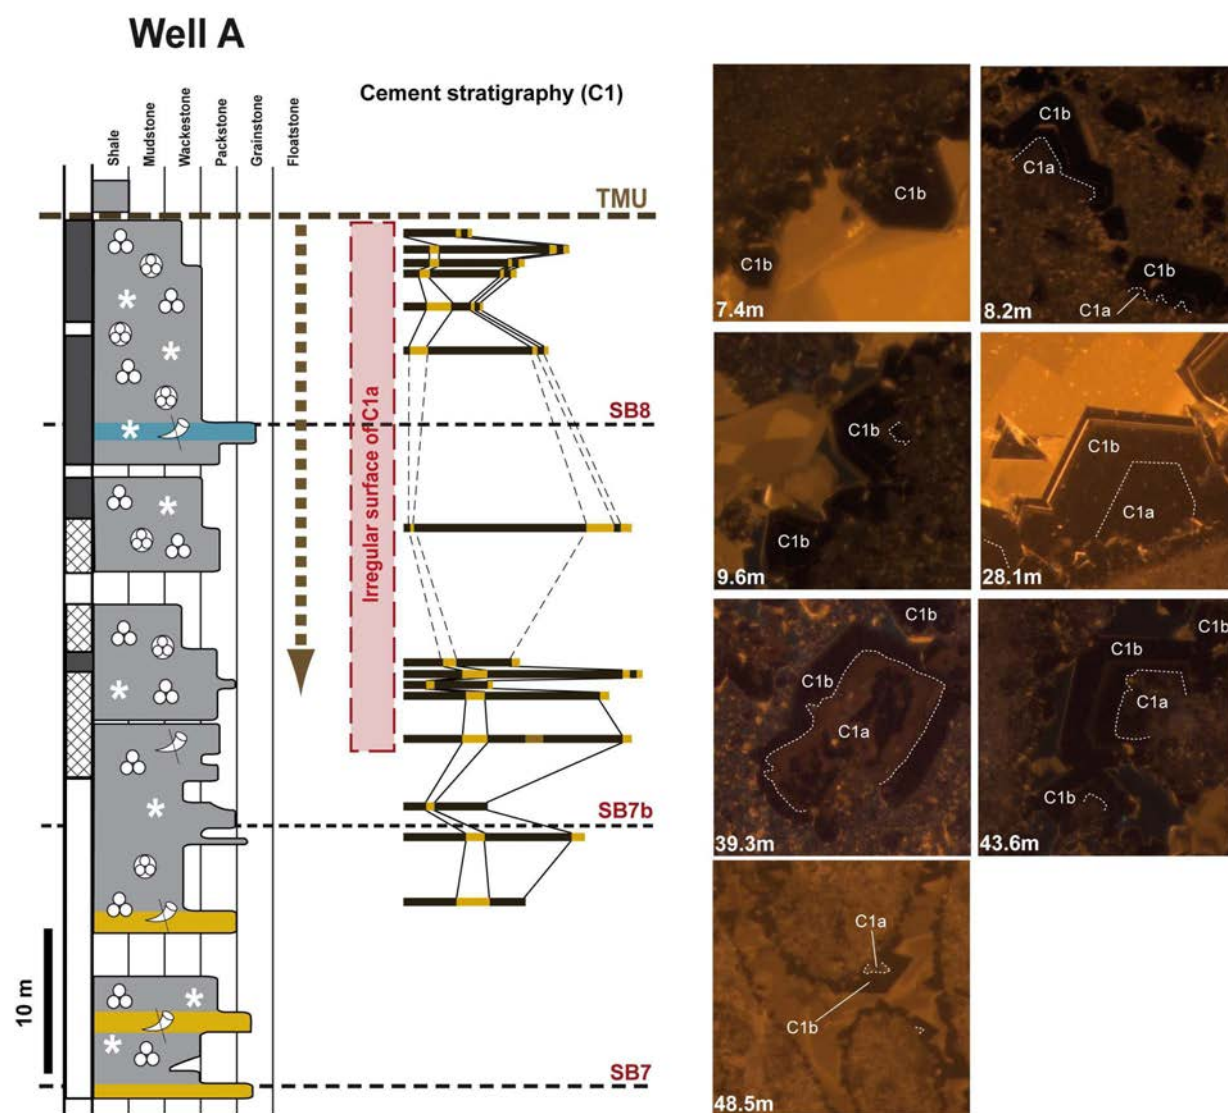 Well A
Cement stratigraphy (C1)
Shale
Mudstone
Wackestone
Packstone
Grainstone
Floatstone
TMU
SB8
SB7b
SB7
Irregular surface of C1a
10 m
C1b
C1b
7.4m
C1b
C1a
C1b
C1a
8.2m
C1b
C1b
9.6m
C1b
C1a
28.1m
C1b
C1b
C1a
39.3m
C1b
C1b
C1a
C1b
43.6m
C1a
C1b
48.5m